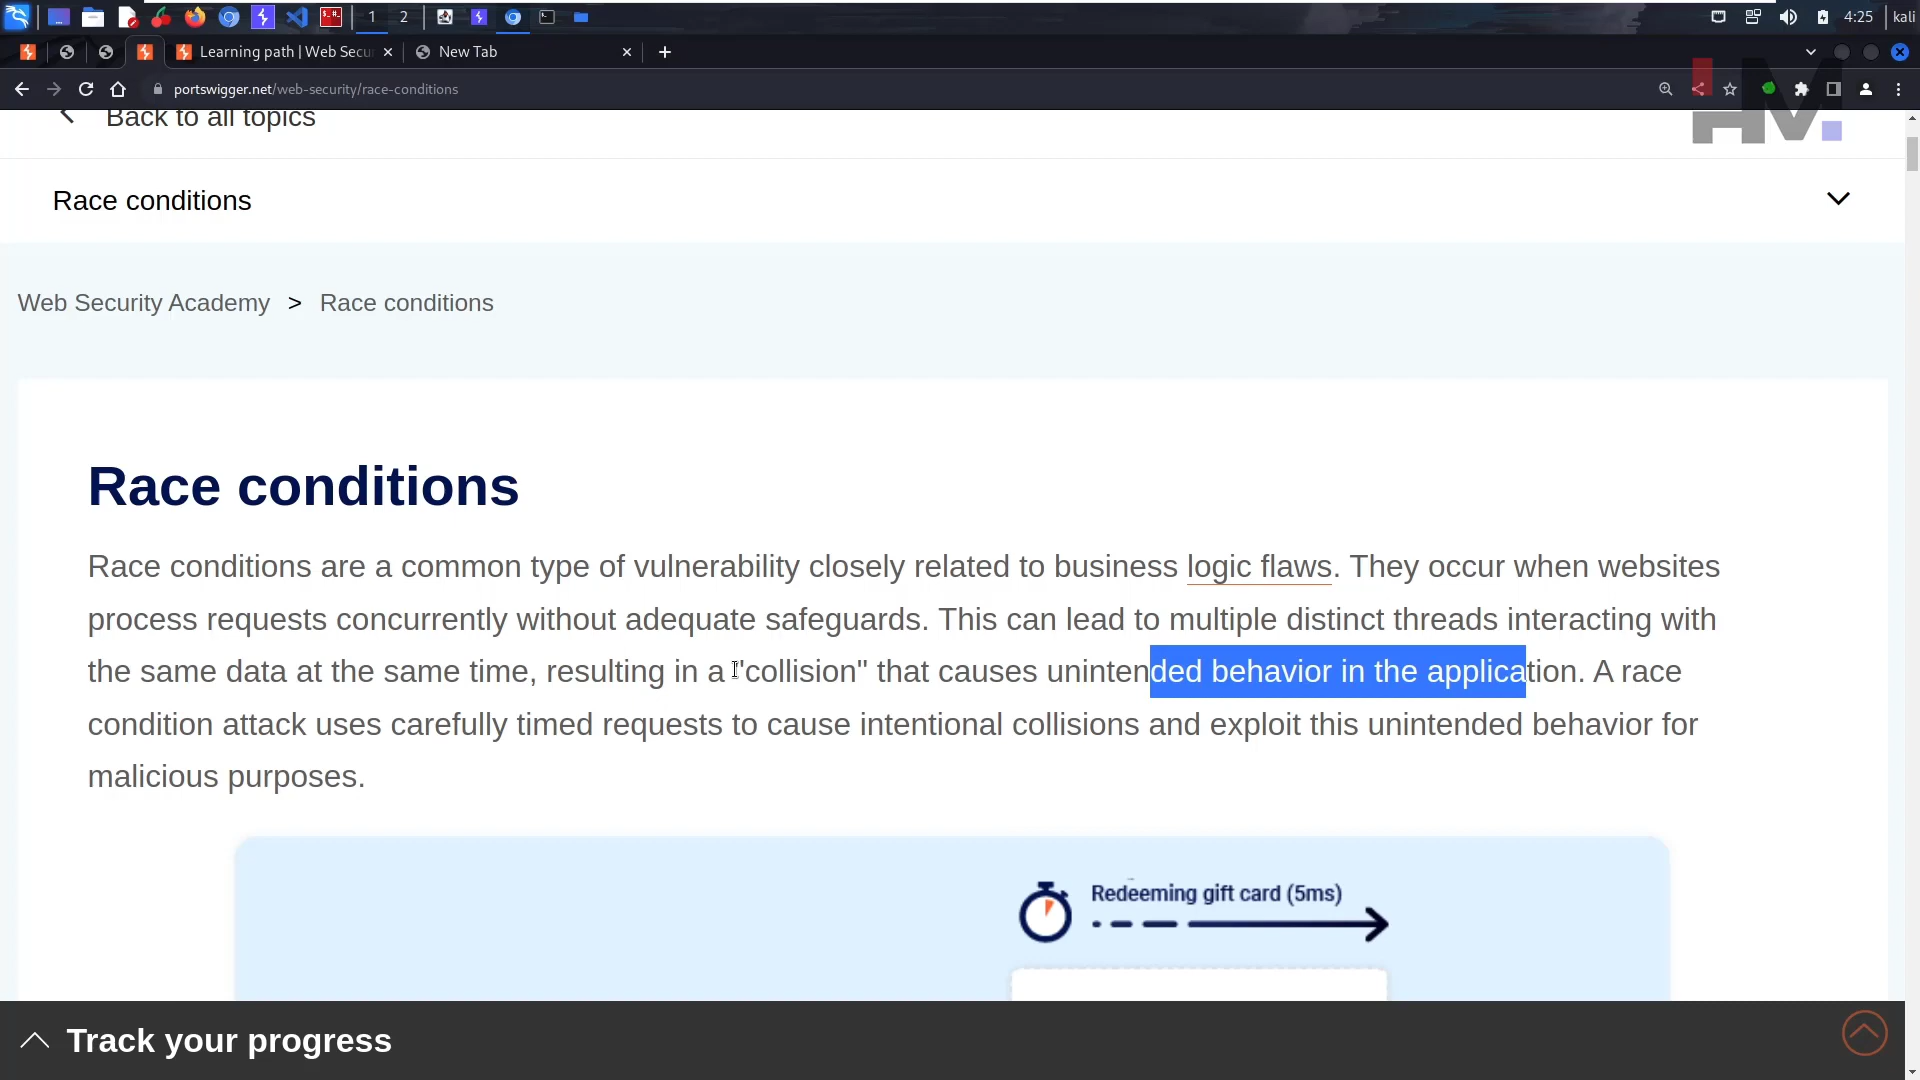 1 2
4:25 kali
Learning path | Web Secu
New Tab
portswigger.net/web-security/race-conditions
HM
Back to all topics
Race conditions
Web Security Academy > Race conditions
Race conditions
Race conditions are a common type of vulnerability closely related to business logic flaws. They occur when websites
process requests concurrently without adequate safeguards. This can lead to multiple distinct threads interacting with
the same data at the same time, resulting in a "collision" that causes unintended behavior in the application. A race
condition attack uses carefully timed requests to cause intentional collisions and exploit this unintended behavior for
malicious purposes.
Redeeming gift card (5ms)
Track your progress